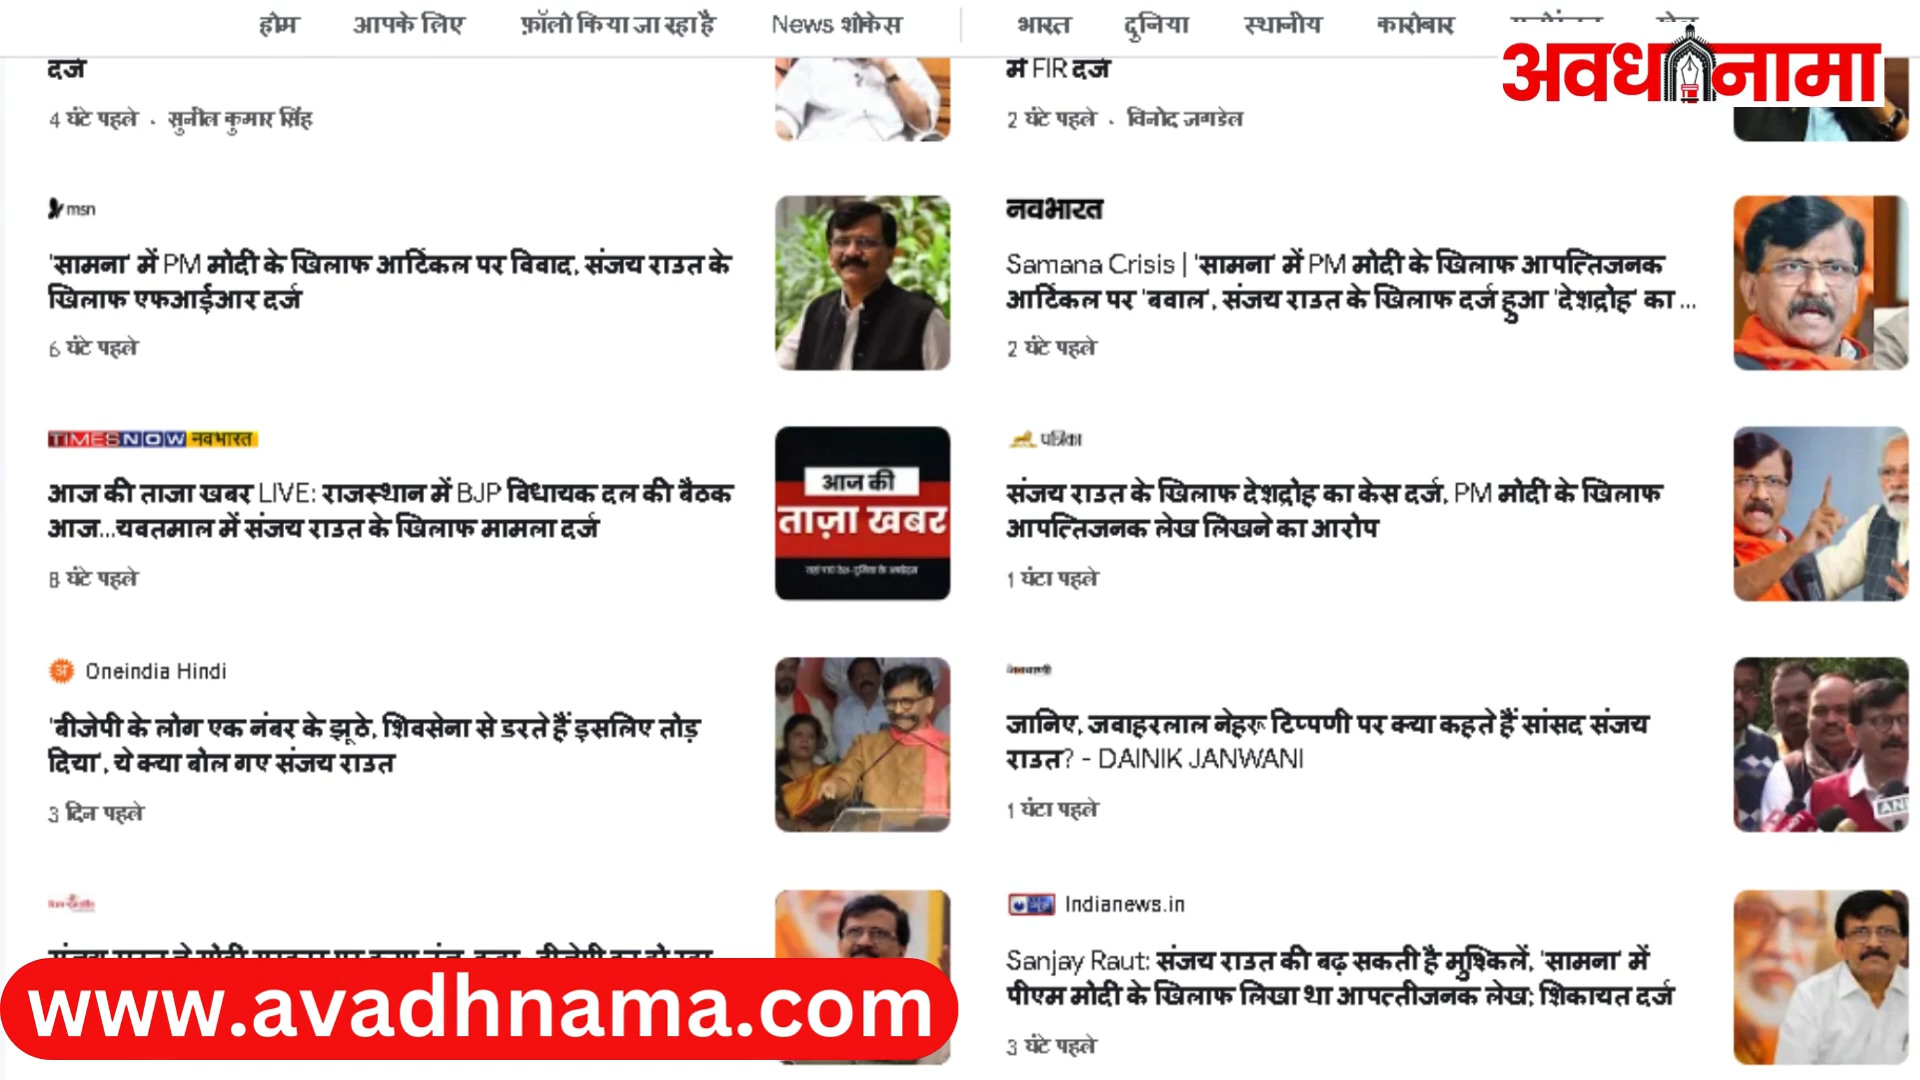 होम आपके लिए फ़ॉलो किया जा रहा है News शोकेस भारत दुनिया स्थानीय कारोबार
अवधनामा
दर्ज
4 घंटे पहले . सुनील कुमार सिंह
में FIR दर्ज
2 घंटे पहले . विनोद जगडेल
msn
'सामना' में PM मोदी के खिलाफ आर्टिकल पर विवाद, संजय राउत के
खिलाफ एफआईआर दर्ज
6 घंटे पहले
नवभारत
Samana Crisis | 'सामना' में PM मोदी के खिलाफ आपत्तिजनक
आर्टिकल पर 'बवाल', संजय राउत के खिलाफ दर्ज हुआ 'देशद्रोह' का ...
2 घंटे पहले
TIMES NOW नवभारत
आज की ताजा खबर LIVE: राजस्थान में BJP विधायक दल की बैठक
आज...यवतमाल में संजय राउत के खिलाफ मामला दर्ज
8 घंटे पहले
आज की
ताज़ा खबर
पत्रिका
संजय राउत के खिलाफ देशद्रोह का केस दर्ज, PM मोदी के खिलाफ
आपत्तिजनक लेख लिखने का आरोप
1 घंटा पहले
Oneindia Hindi
'बीजेपी के लोग एक नंबर के झूठे, शिवसेना से डरते हैं इसलिए तोड़
दिया', ये क्या बोल गए संजय राउत
3 दिन पहले
जनवाणी
जानिए, जवाहरलाल नेहरू टिप्पणी पर क्या कहते हैं सांसद संजय
राउत? - DAINIK JANWANI
1 घंटा पहले
ANI
Indianews.in
Sanjay Raut: संजय राउत की बढ़ सकती है मुश्किलें, 'सामना' में
पीएम मोदी के खिलाफ लिखा था आपत्तीजनक लेख; शिकायत दर्ज
3 घंटे पहले
www.avadhnama.com